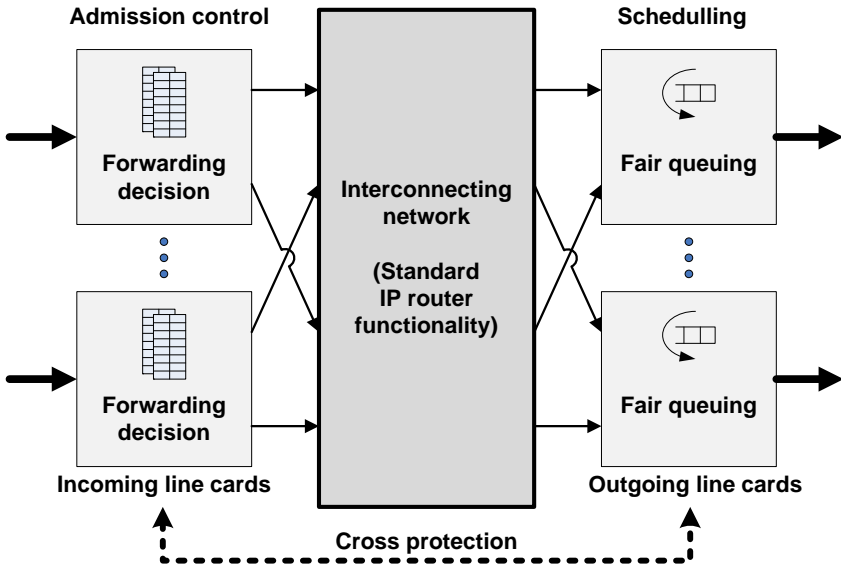 Admission control
Schedulling
Forwarding
decision
Interconnecting
network
(Standard
IP router
functionality)
Fair queuing
Forwarding
decision
Fair queuing
Incoming line cards
Outgoing line cards
Cross protection